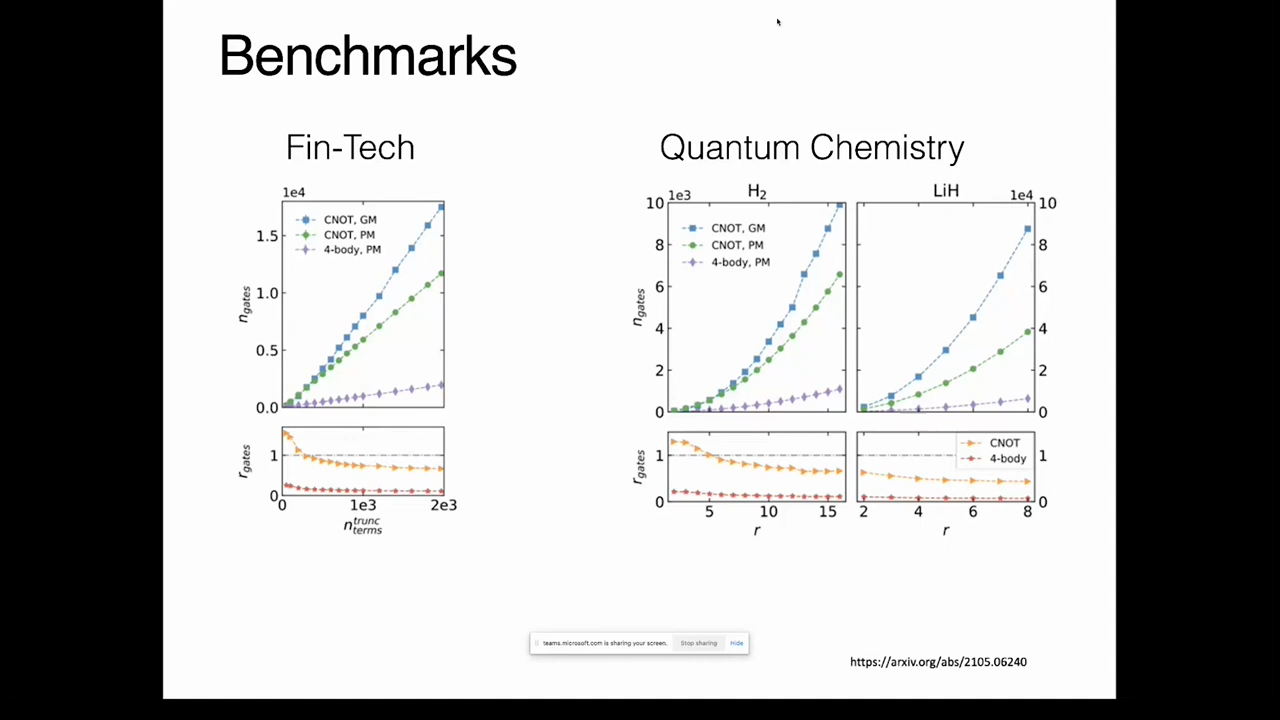 Benchmarks
Fin-Tech
1e4
CNOT, GM
CNOT, PM
4-body, PM
1.5
1.0
0.5
0.0
n_gates
1
0
r_gates
0 1e3 2e3
n_terms^trunc
Quantum Chemistry
1e3 H₂ LiH 1e4
CNOT, GM
CNOT, PM
4-body, PM
10 10
8 8
6 6
4 4
2 2
0 0
n_gates
CNOT
4-body
1 1
0 0
r_gates
5 10 15 2 4 6 8
r r
teams.microsoft.com is sharing your screen. Stop sharing Hide
https://arxiv.org/abs/2105.06240